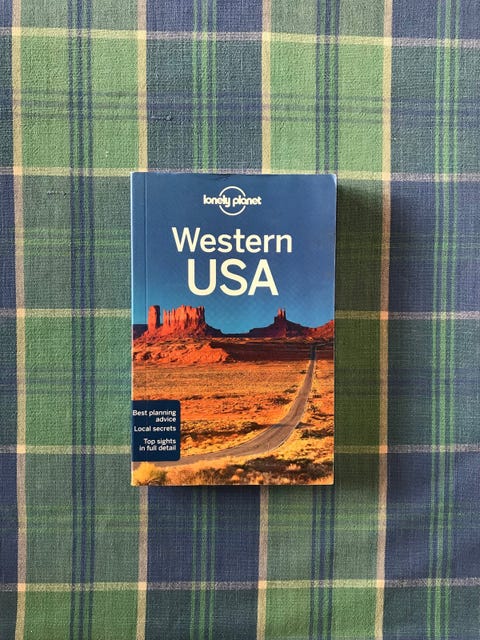 lonely planet
Western
USA
Best planning
advice
Local secrets
Top sights
in full detail